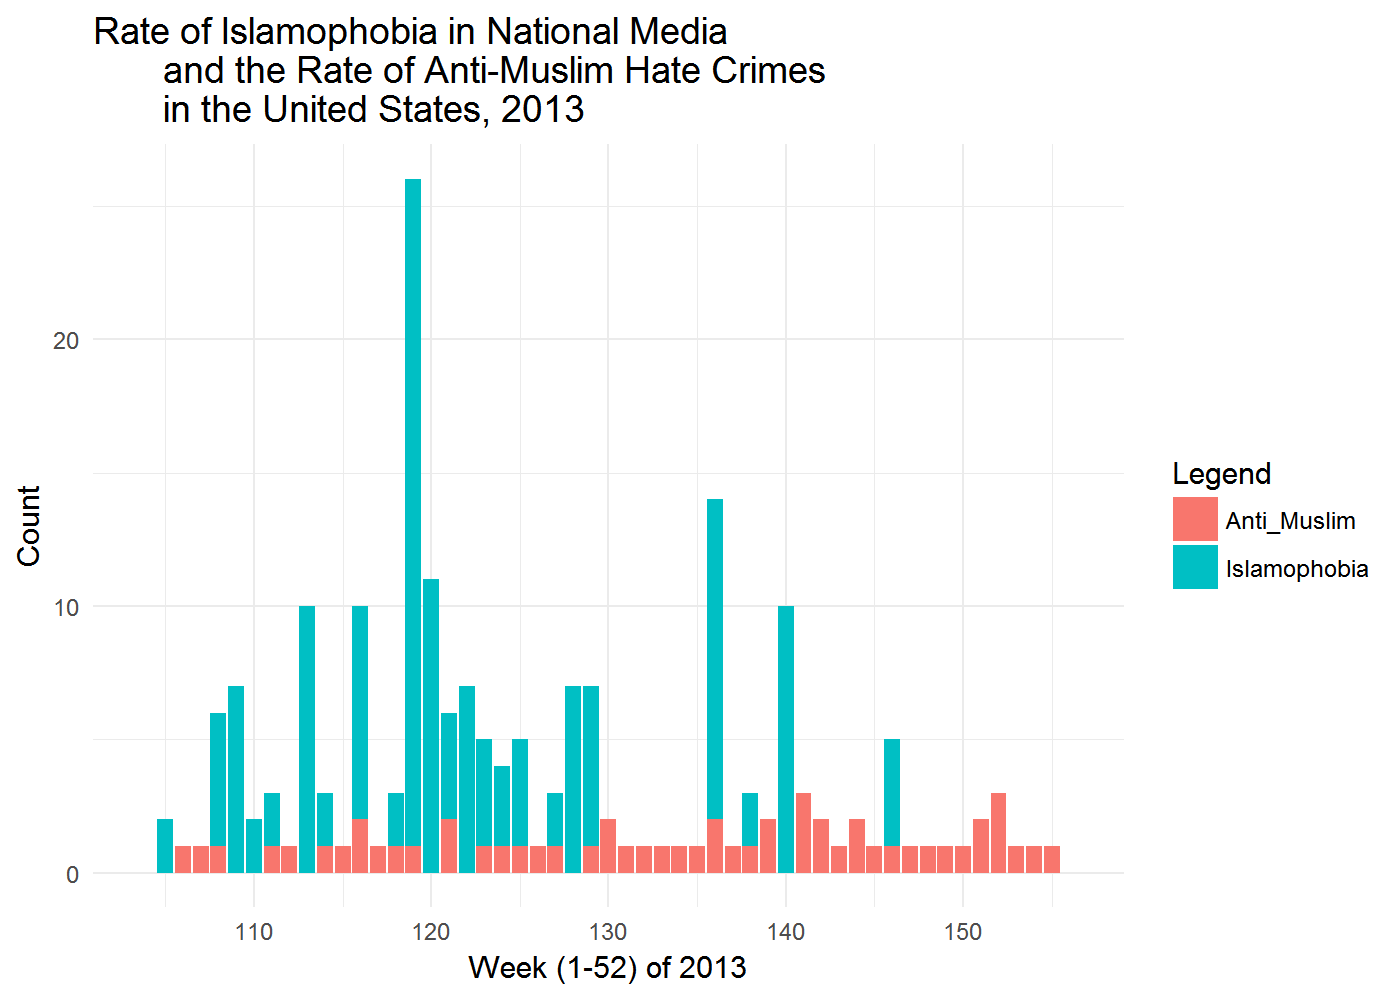 Rate of Islamophobia in National Media
and the Rate of Anti-Muslim Hate Crimes
in the United States, 2013
20
10
0
Count
110 120 130 140 150
Week (1-52) of 2013
Legend
Anti_Muslim
Islamophobia